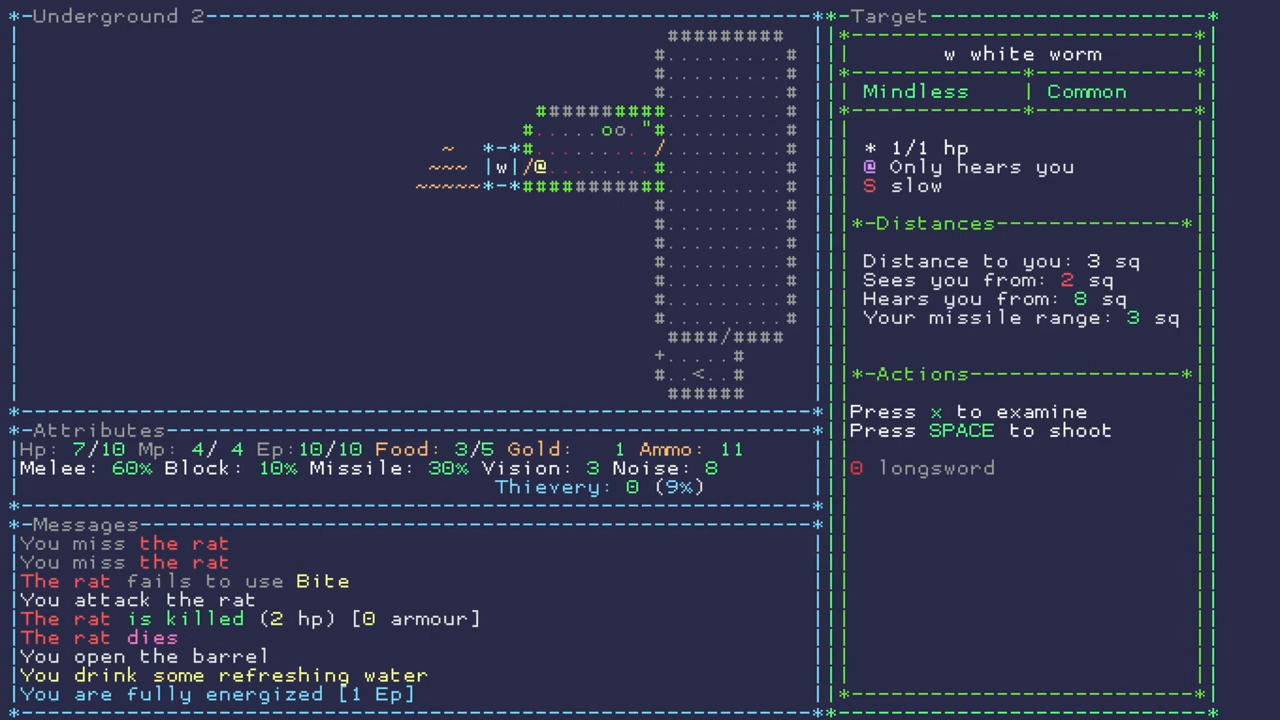 *-Underground 2----------------------------------------------------*
#########
#.........#
#.........#
#.........#
########## #.........#
#.....oo."# .........#
~ *-*#........./.........#
~~~ |w|/@........# .........#
~~~~~*-*############.........#
#.........#
#.........#
#.........#
#.........#
#.........#
#.........#
#.........#
####/####
+.....#
#..<..#
######
*-Attributes-------------------------------------------------------*
Hp: 7/10 Mp: 4/ 4 Ep:10/10 Food: 3/5 Gold: 1 Ammo: 11
Melee: 60% Block: 10% Missile: 30% Vision: 3 Noise: 8
Thievery: 0 (9%)
*-Messages---------------------------------------------------------*
You miss the rat
You miss the rat
The rat fails to use Bite
You attack the rat
The rat is killed (2 hp) [0 armour]
The rat dies
You open the barrel
You drink some refreshing water
You are fully energized [1 Ep]
*-Target------------------------*
w white worm
Mindless | Common
* 1/1 hp
@ Only hears you
S slow
*-Distances----------------*
Distance to you: 3 sq
Sees you from: 2 sq
Hears you from: 8 sq
Your missile range: 3 sq
*-Actions------------------*
Press x to examine
Press SPACE to shoot
0 longsword